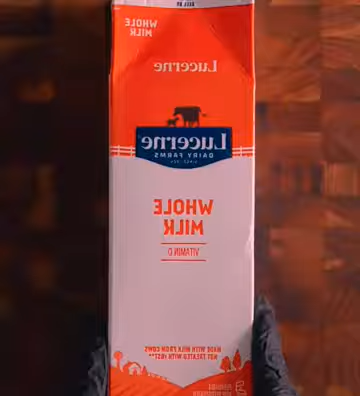 WHOLE
MILK
Lucerne
Lucerne
DAIRY FARMS
WHOLE
MILK
VITAMIN D
MADE WITH MILK FROM COWS
NOT TREATED WITH rBST**